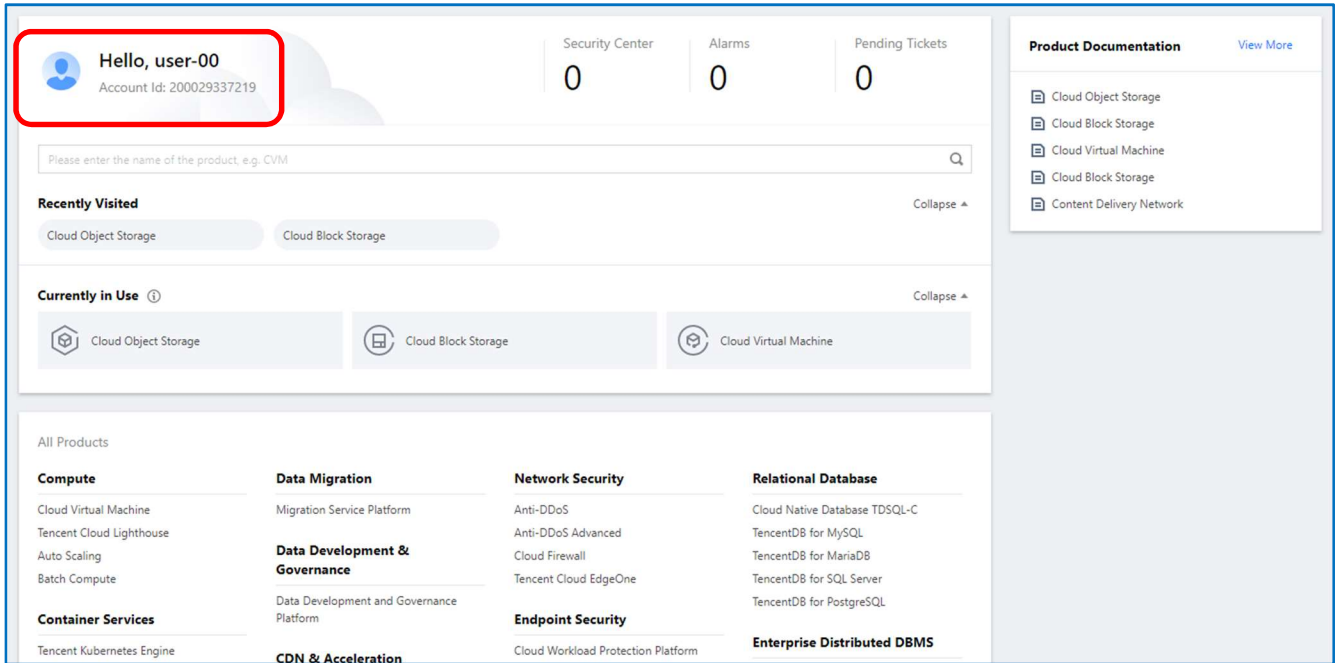 Hello, user-00
Account Id: 200029337219
Security Center
0
Alarms
0
Pending Tickets
0
Please enter the name of the product, e.g. CVM
Recently Visited
Collapse
Cloud Object Storage
Cloud Block Storage
Currently in Use
Collapse
Cloud Object Storage
Cloud Block Storage
Cloud Virtual Machine
Product Documentation
View More
Cloud Object Storage
Cloud Block Storage
Cloud Virtual Machine
Cloud Block Storage
Content Delivery Network
All Products
Compute
Cloud Virtual Machine
Tencent Cloud Lighthouse
Auto Scaling
Batch Compute
Container Services
Tencent Kubernetes Engine
Data Migration
Migration Service Platform
Data Development &
Governance
Data Development and Governance
Platform
CDN & Acceleration
Network Security
Anti-DDoS
Anti-DDoS Advanced
Cloud Firewall
Tencent Cloud EdgeOne
Endpoint Security
Cloud Workload Protection Platform
Relational Database
Cloud Native Database TDSQL-C
TencentDB for MySQL
TencentDB for MariaDB
TencentDB for SQL Server
TencentDB for PostgreSQL
Enterprise Distributed DBMS